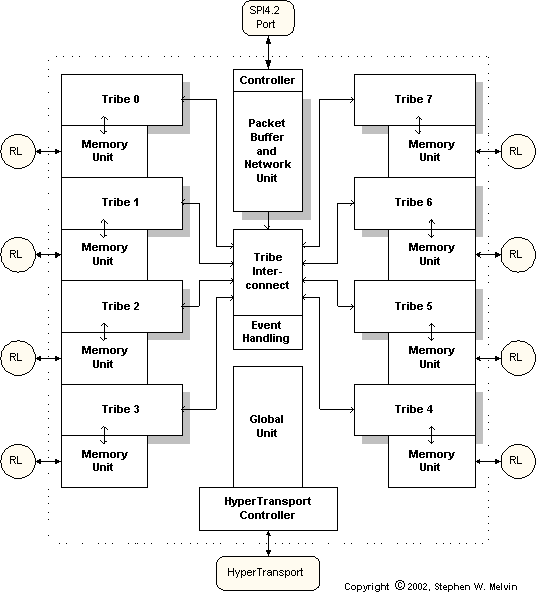 SPI4.2
Port
Controller
Packet
Buffer
and
Network
Unit
Tribe 0
Memory
Unit
RL
Tribe 1
Memory
Unit
RL
Tribe 2
Memory
Unit
RL
Tribe 3
Memory
Unit
RL
Tribe
Inter-
connect
Event
Handling
Global
Unit
HyperTransport
Controller
HyperTransport
Tribe 7
Memory
Unit
RL
Tribe 6
Memory
Unit
RL
Tribe 5
Memory
Unit
RL
Tribe 4
Memory
Unit
RL
Copyright © 2002, Stephen W. Melvin